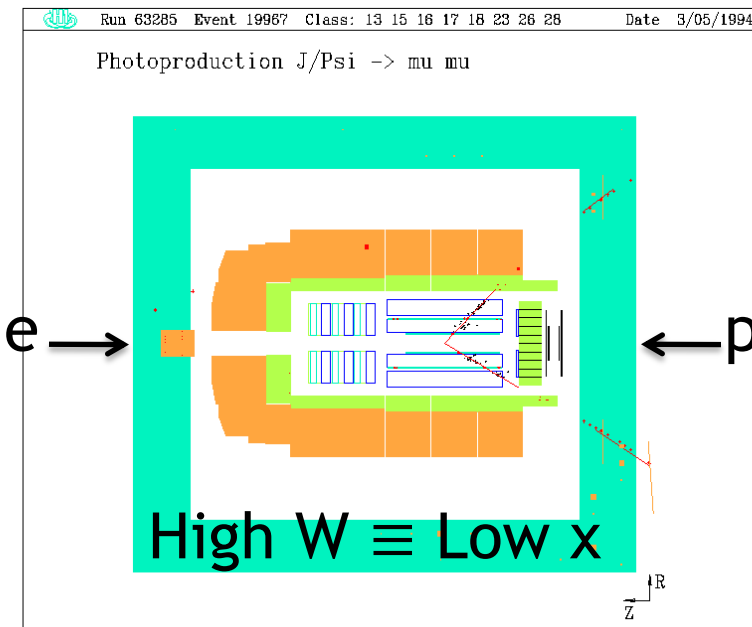 Run 63285 Event 19967 Class: 13 15 16 17 18 23 26 28 Date 3/05/1994
Photoproduction J/Psi -> mu mu
e p
High W ≡ Low x
R
Z